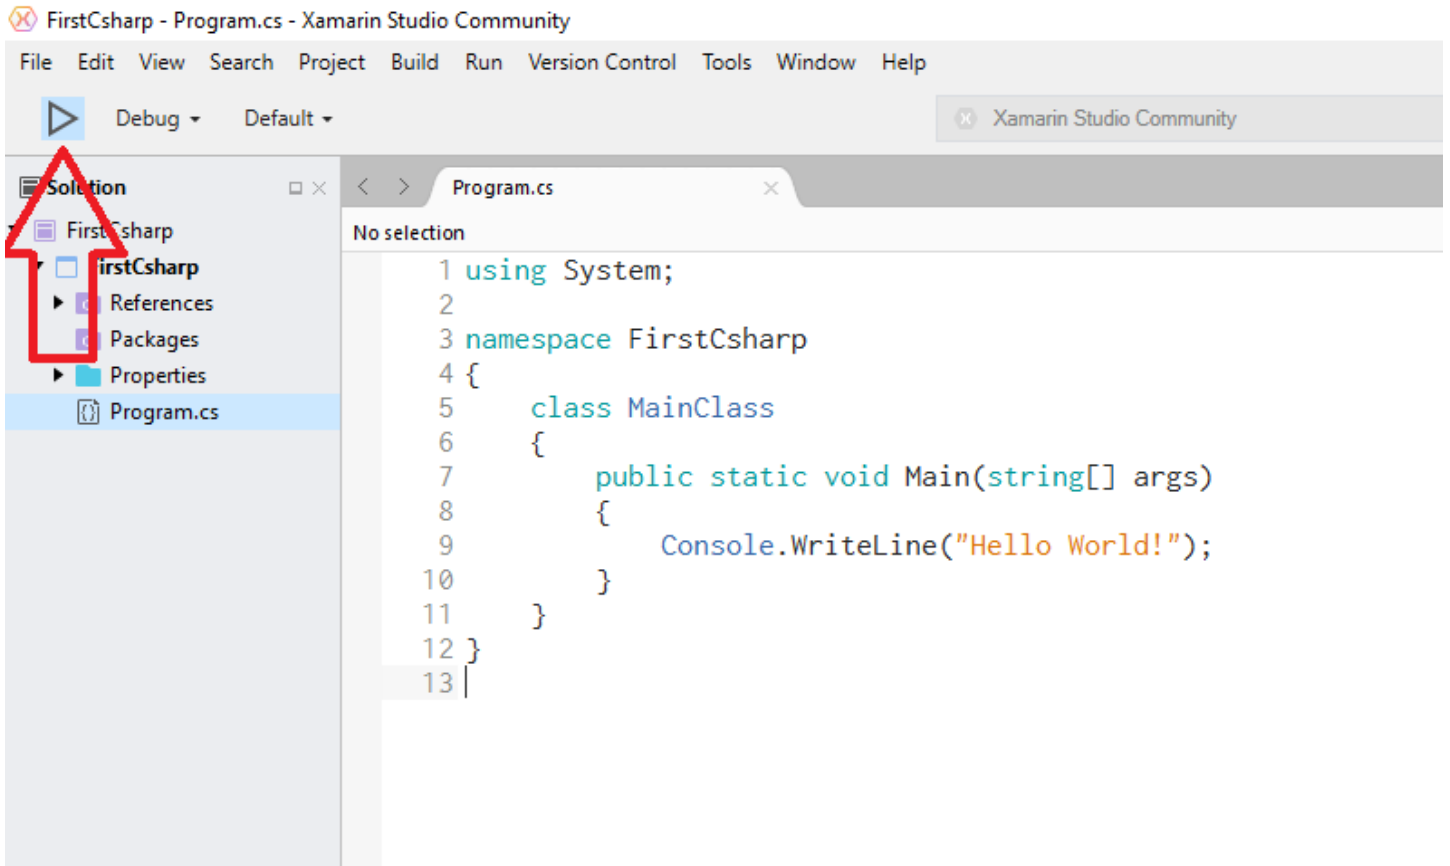 FirstCsharp - Program.cs - Xamarin Studio Community
File Edit View Search Project Build Run Version Control Tools Window Help
Debug Default Xamarin Studio Community
Solution
Program.cs
FirstCsharp
No selection
FirstCsharp
References
Packages
Properties
Program.cs
1 using System;
2
3 namespace FirstCsharp
4 {
5     class MainClass
6     {
7         public static void Main(string[] args)
8         {
9             Console.WriteLine("Hello World!");
10         }
11     }
12 }
13